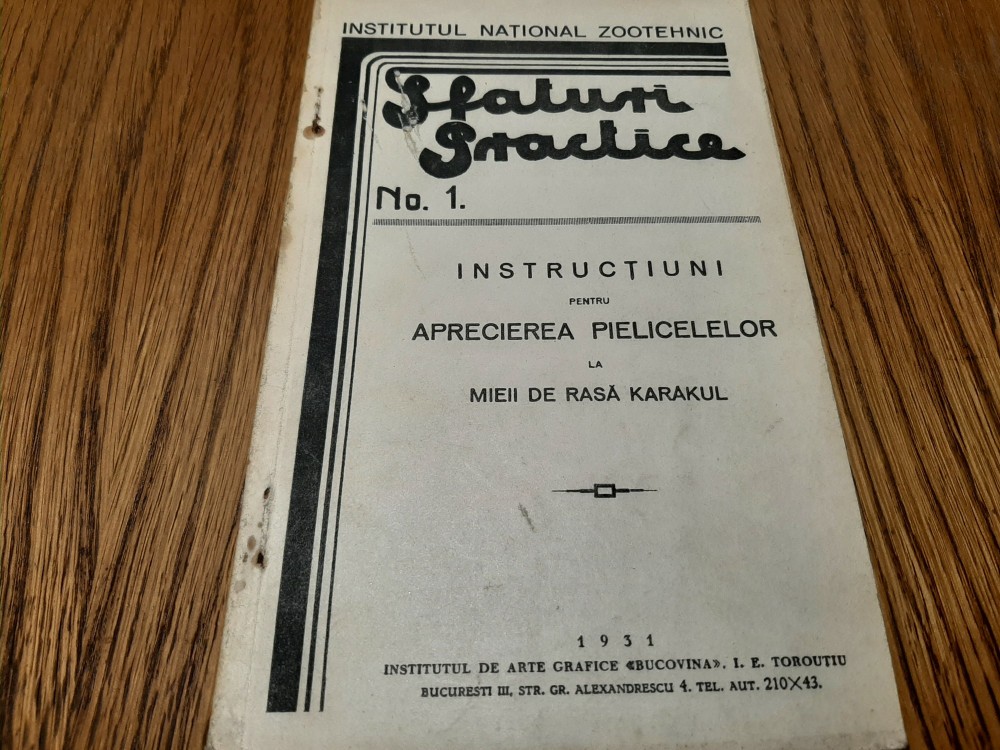 INSTITUTUL NAȚIONAL ZOOTEHNIC
Sfaturi
Practice
No. 1.
INSTRUCȚIUNI
PENTRU
APRECIEREA PIELICELELOR
LA
MIEII DE RASĂ KARAKUL
1931
INSTITUTUL DE ARTE GRAFICE «BUCOVINA», I. E. TOROUȚIU
BUCUREȘTI III, STR. GR. ALEXANDRESCU 4. TEL. AUT. 210×43.